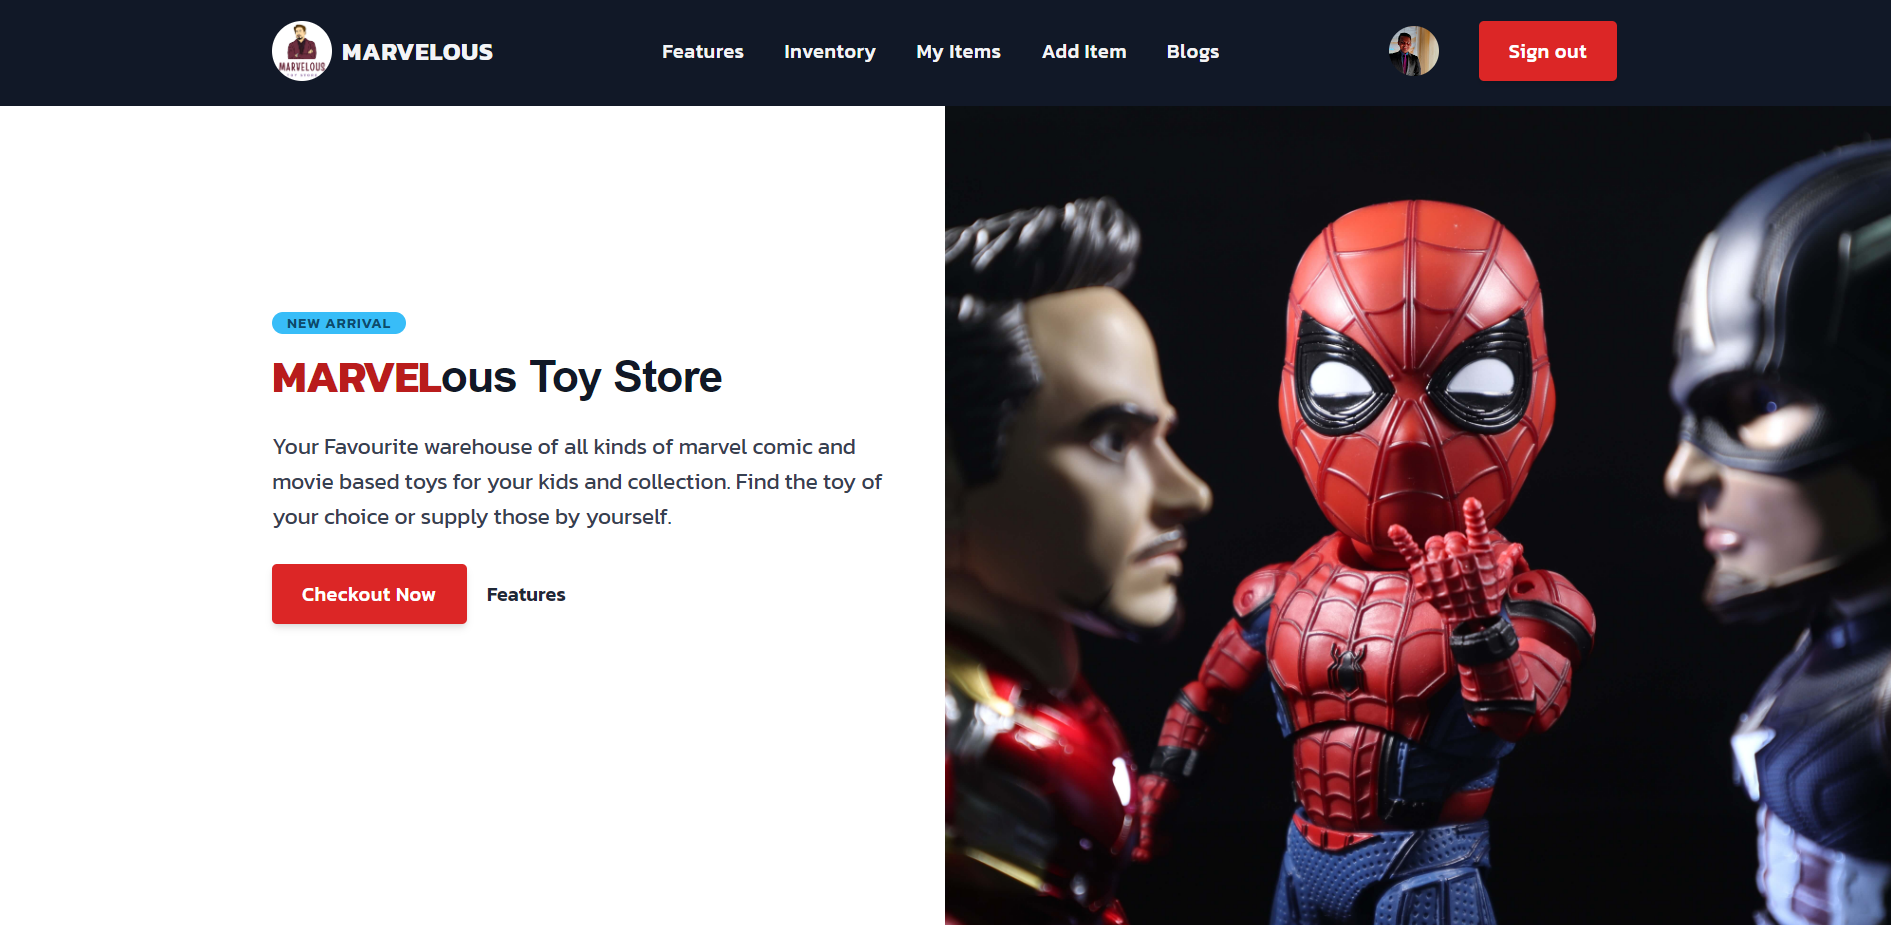 MARVELOUS
MARVELOUS
Features
Inventory
My Items
Add Item
Blogs
Sign out
NEW ARRIVAL
MARVELous Toy Store
Your Favourite warehouse of all kinds of marvel comic and
movie based toys for your kids and collection. Find the toy of
your choice or supply those by yourself.
Checkout Now
Features